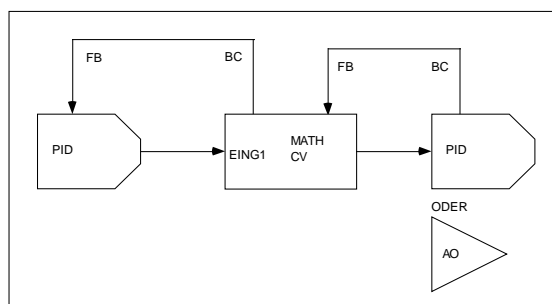 FB BC
FB BC
PID
EING1
MATH
CV
PID
ODER
AO